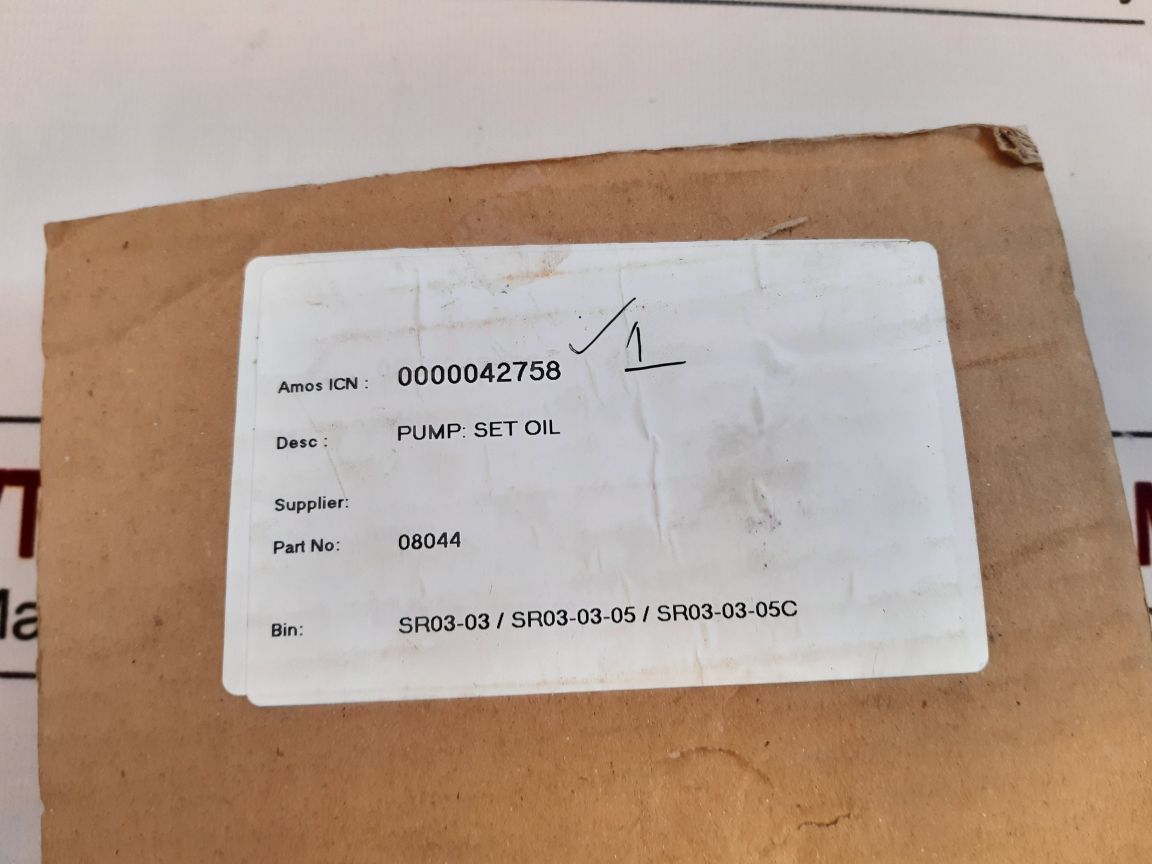 ✓ 1
Amos ICN : 0000042758
Desc : PUMP: SET OIL
Supplier:
Part No: 08044
Bin: SR03-03 / SR03-03-05 / SR03-03-05C